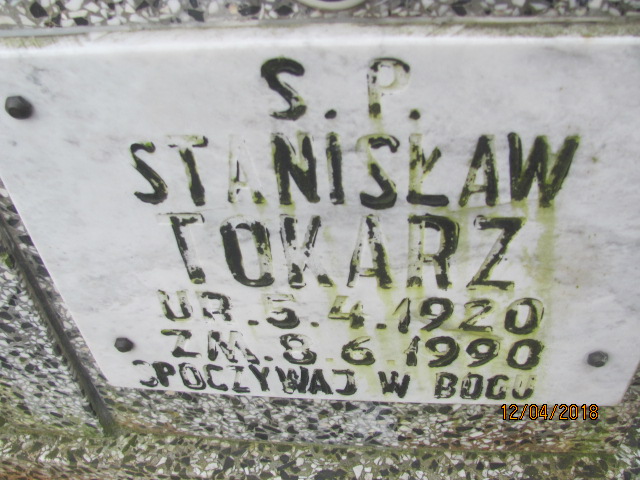 S. P.
STANISŁAW
TOKARZ
UR. 5.4.1920
ZM. 8 6 1990
SPOCZYWAJ W BOGU
12/04/2018